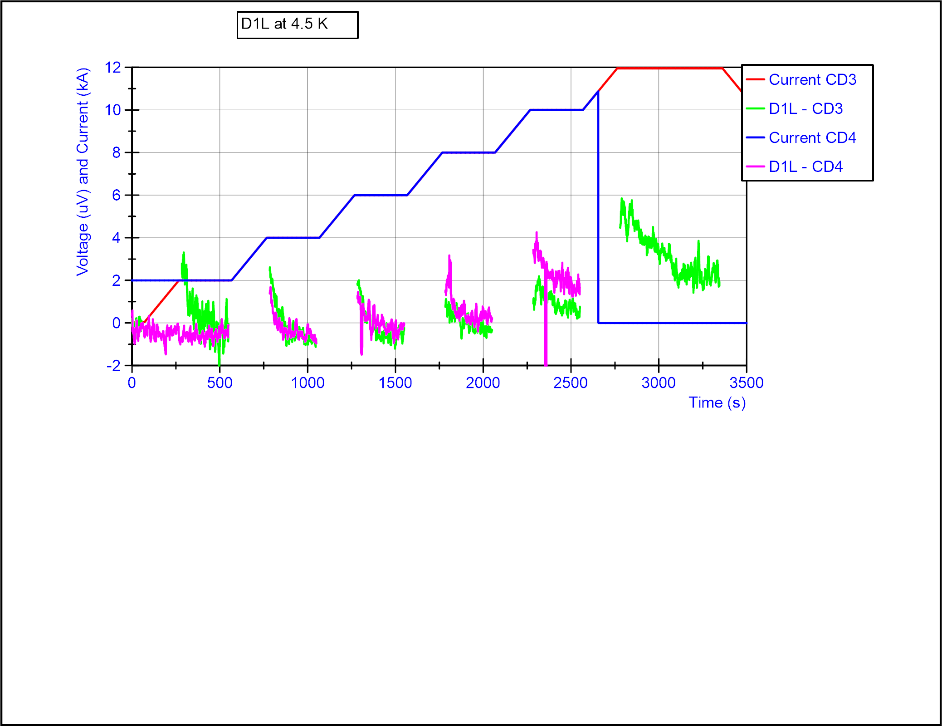 D1L at 4.5 K
Voltage (uV) and Current (kA)
12
10
8
6
4
2
0
-2
0 500 1000 1500 2000 2500 3000 3500
Time (s)
Current CD3
D1L - CD3
Current CD4
D1L - CD4